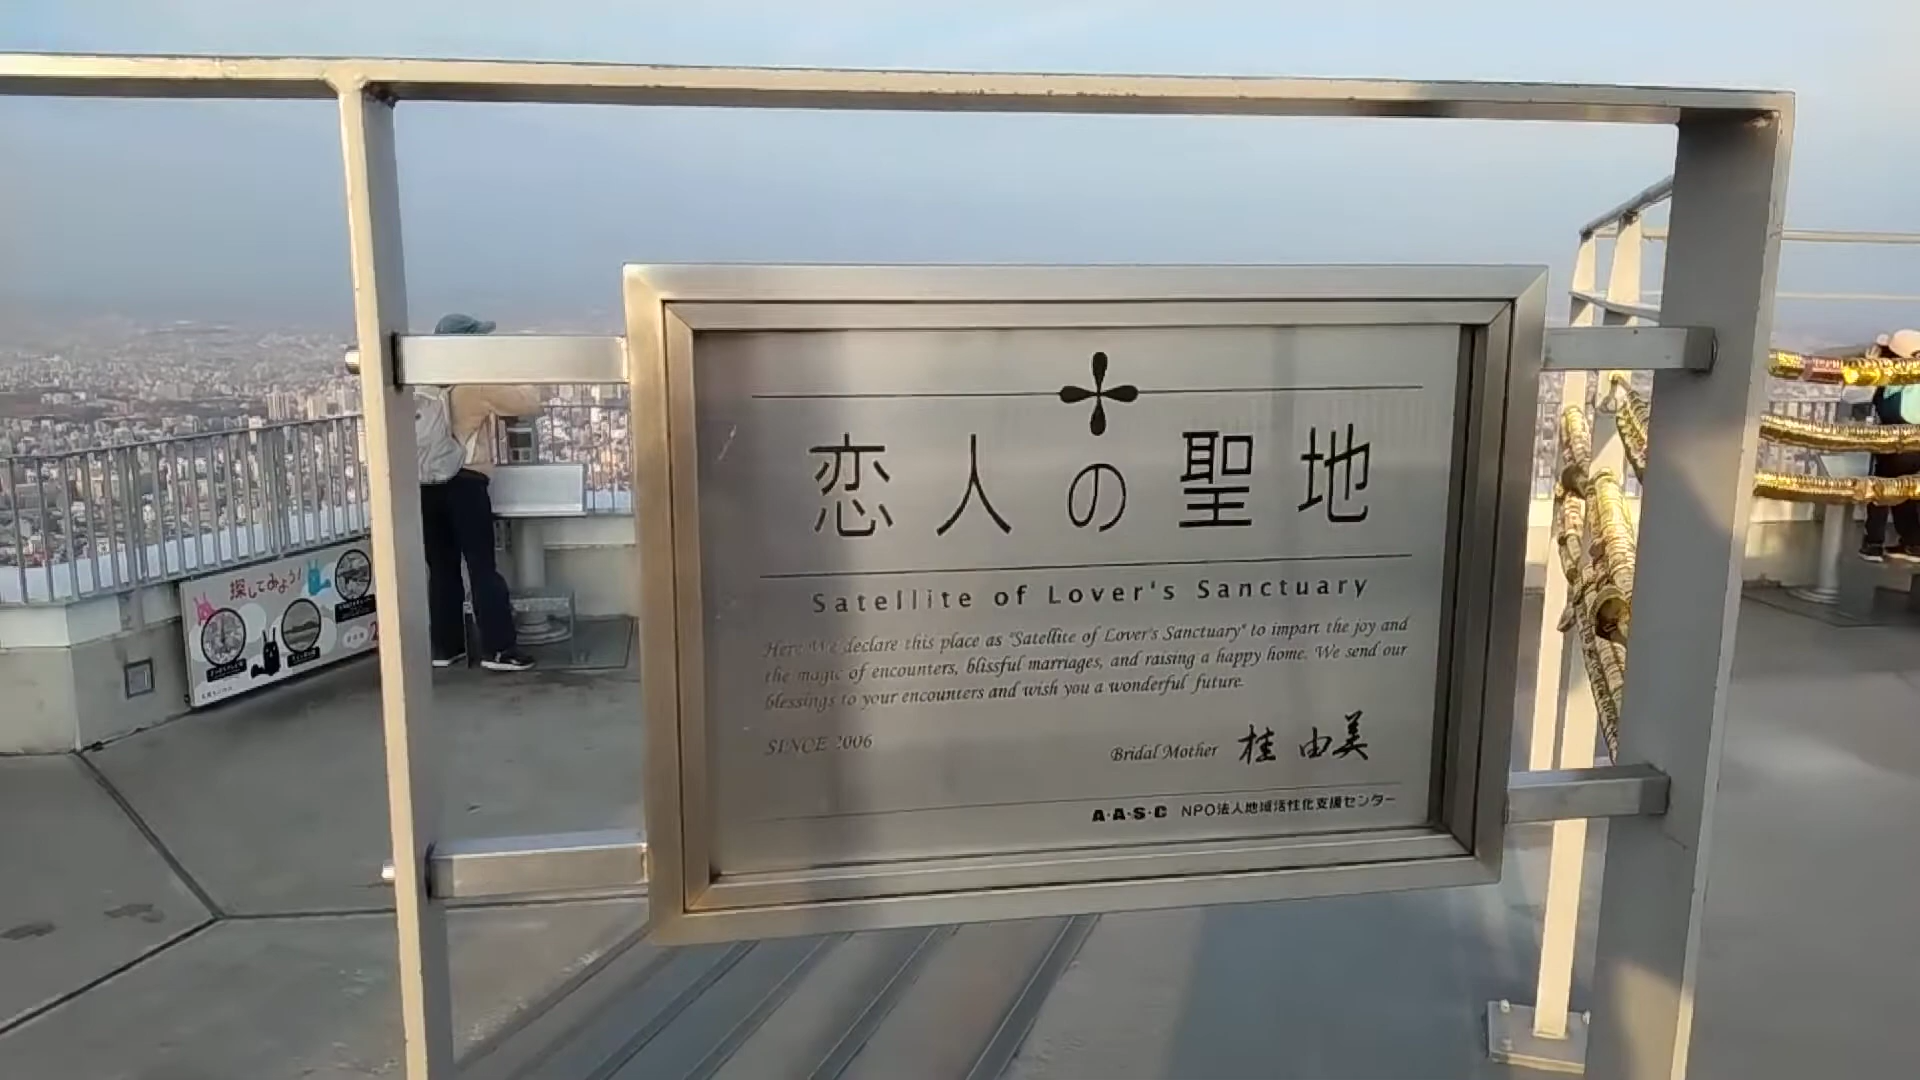 恋人の聖地
Satellite of Lover's Sanctuary
Here We declare this place as "Satellite of Lover's Sanctuary" to impart the joy and
the magic of encounters, blissful marriages, and raising a happy home. We send our
blessings to your encounters and wish you a wonderful future.
SINCE 2006
Bridal Mother 桂 由美
A·A·S·C NPO法人地域活性化支援センター
探してみよう!